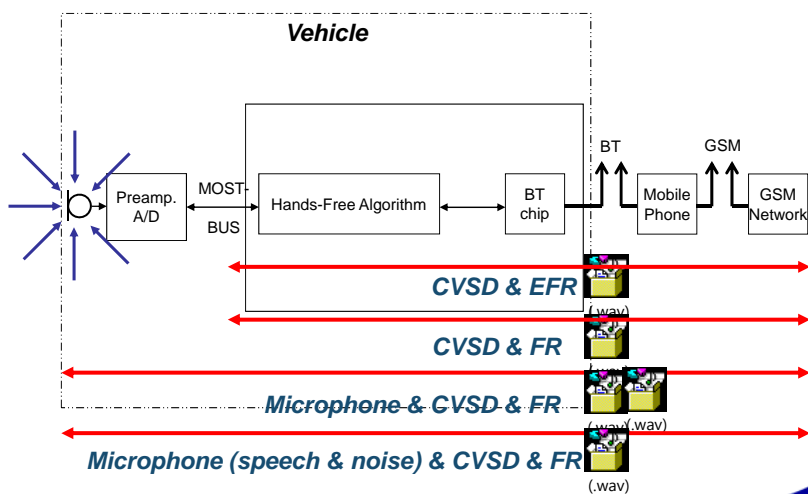 Vehicle
BT
GSM
Preamp.
A/D
MOST-
BUS
Hands-Free Algorithm
BT
chip
Mobile
Phone
GSM
Network
CVSD & EFR
(.wav)
CVSD & FR
Microphone & CVSD & FR
(.wav)
(.wav)
Microphone (speech & noise) & CVSD & FR
(.wav)